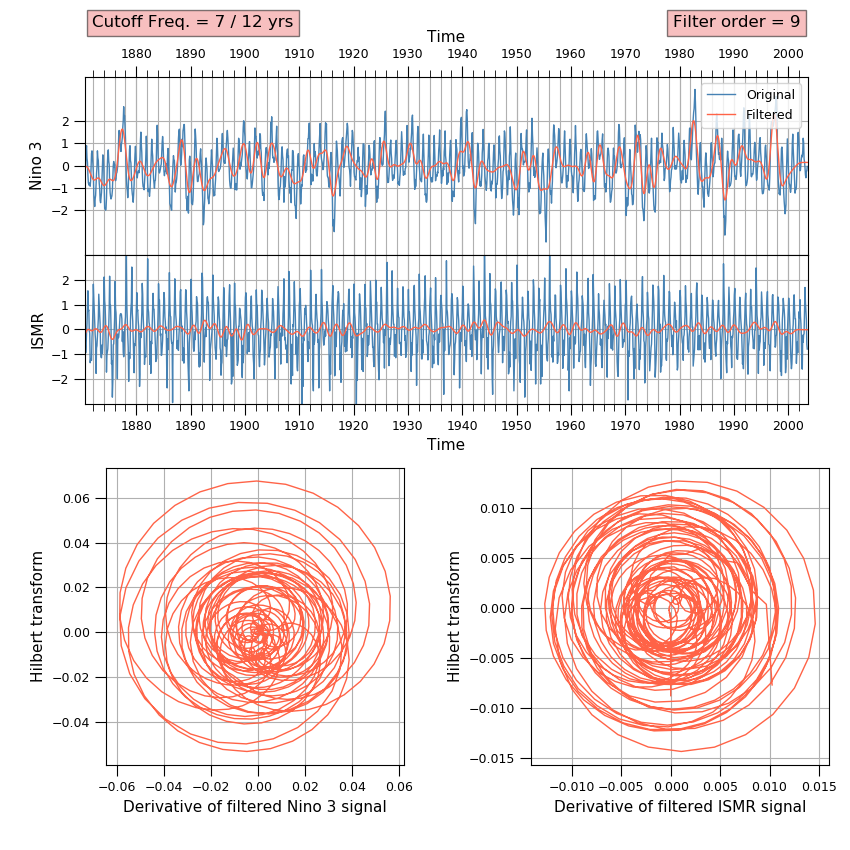 Cutoff Freq. = 7 / 12 yrs
Filter order = 9
Time
1880 1890 1900 1910 1920 1930 1940 1950 1960 1970 1980 1990 2000
Original
Filtered
Nino 3
2
1
0
−1
−2
ISMR
2
1
0
−1
−2
1880 1890 1900 1910 1920 1930 1940 1950 1960 1970 1980 1990 2000
Time
Hilbert transform
0.06
0.04
0.02
0.00
−0.02
−0.04
−0.06 −0.04 −0.02 0.00 0.02 0.04 0.06
Derivative of filtered Nino 3 signal
Hilbert transform
0.010
0.005
0.000
−0.005
−0.010
−0.015
−0.010 −0.005 0.000 0.005 0.010 0.015
Derivative of filtered ISMR signal